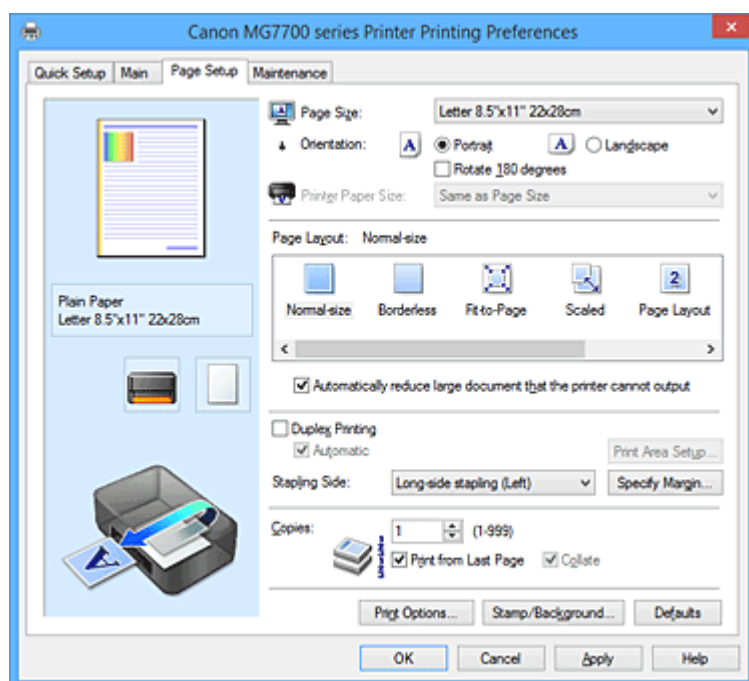 Canon MG7700 series Printer Printing Preferences
Quick Setup Main Page Setup Maintenance
Page Size: Letter 8.5"x11" 22x28cm
Orientation: A Portrait A Landscape
Rotate 180 degrees
Printer Paper Size: Same as Page Size
Page Layout: Normal-size
2
Normal-size Borderless Fit-to-Page Scaled Page Layout
Plain Paper
Letter 8.5"x11" 22x28cm
Automatically reduce large document that the printer cannot output
Duplex Printing
Automatic Print Area Setup...
Stapling Side: Long-side stapling (Left) Specify Margin...
Copies: 1 (1-999)
Print from Last Page Collate
A
Print Options... Stamp/Background... Defaults
OK Cancel Apply Help